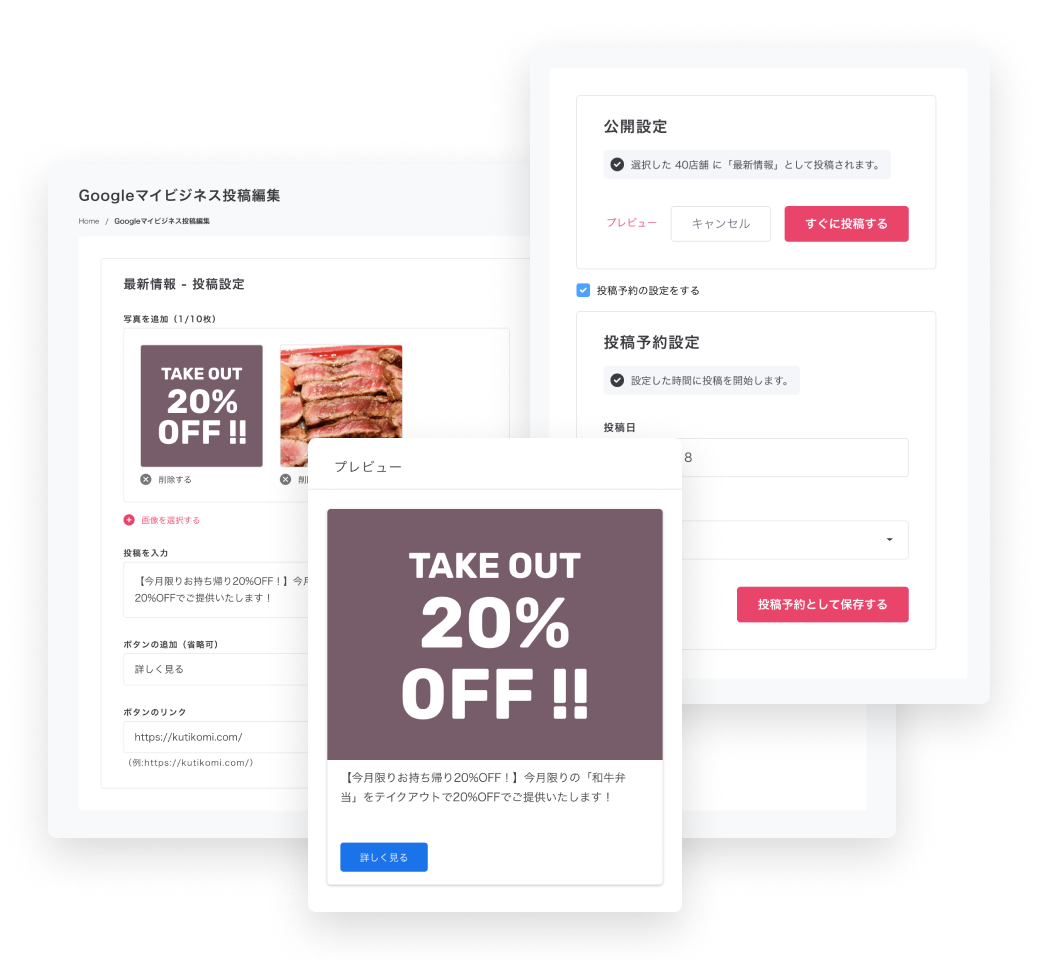 Googleマイビジネス投稿編集
Home / Googleマイビジネス投稿編集
最新情報 - 投稿設定
写真を追加（1/10枚）
TAKE OUT
20%
OFF !!
削除する
削
画像を選択する
投稿を入力
【今月限りお持ち帰り20%OFF！】今月
20%OFFでご提供いたします！
ボタンの追加（省略可）
詳しく見る
ボタンのリンク
https://kutikomi.com/
（例:https://kutikomi.com/）
公開設定
選択した 40店舗 に「最新情報」として投稿されます。
プレビュー キャンセル すぐに投稿する
投稿予約の設定をする
投稿予約設定
設定した時間に投稿を開始します。
投稿日
8
投稿予約として保存する
プレビュー
TAKE OUT
20%
OFF !!
【今月限りお持ち帰り20%OFF！】今月限りの「和牛弁
当」をテイクアウトで20%OFFでご提供いたします！
詳しく見る